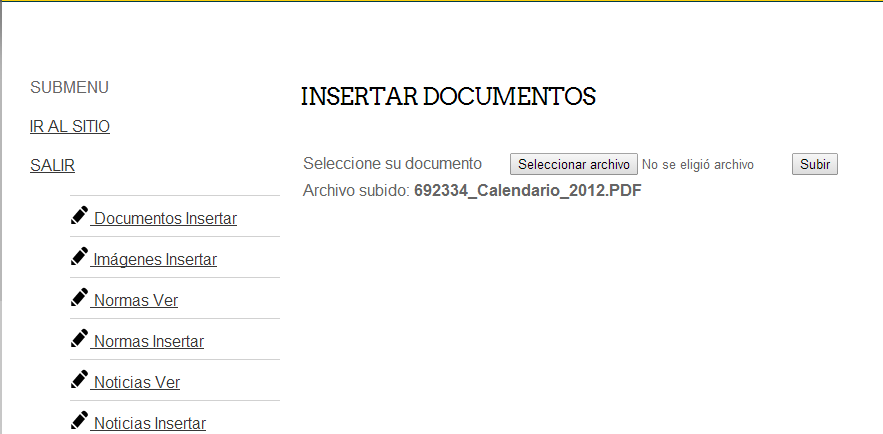 SUBMENU
IR AL SITIO
SALIR
Documentos Insertar
Imágenes Insertar
Normas Ver
Normas Insertar
Noticias Ver
Noticias Insertar
INSERTAR DOCUMENTOS
Seleccione su documento Seleccionar archivo No se eligió archivo Subir
Archivo subido: 692334_Calendario_2012.PDF